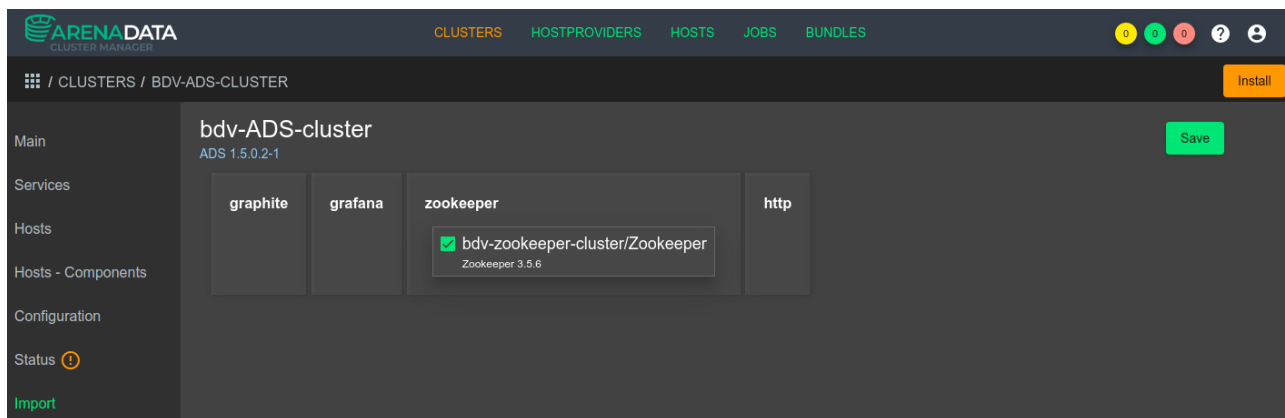 ARENADATA
CLUSTER MANAGER
CLUSTERS HOSTPROVIDERS HOSTS JOBS BUNDLES
0 0 0 ?
/ CLUSTERS / BDV-ADS-CLUSTER
Install
Main
Services
Hosts
Hosts - Components
Configuration
Status !
Import
bdv-ADS-cluster
ADS 1.5.0.2-1
Save
graphite grafana zookeeper http
bdv-zookeeper-cluster/Zookeeper
Zookeeper 3.5.6